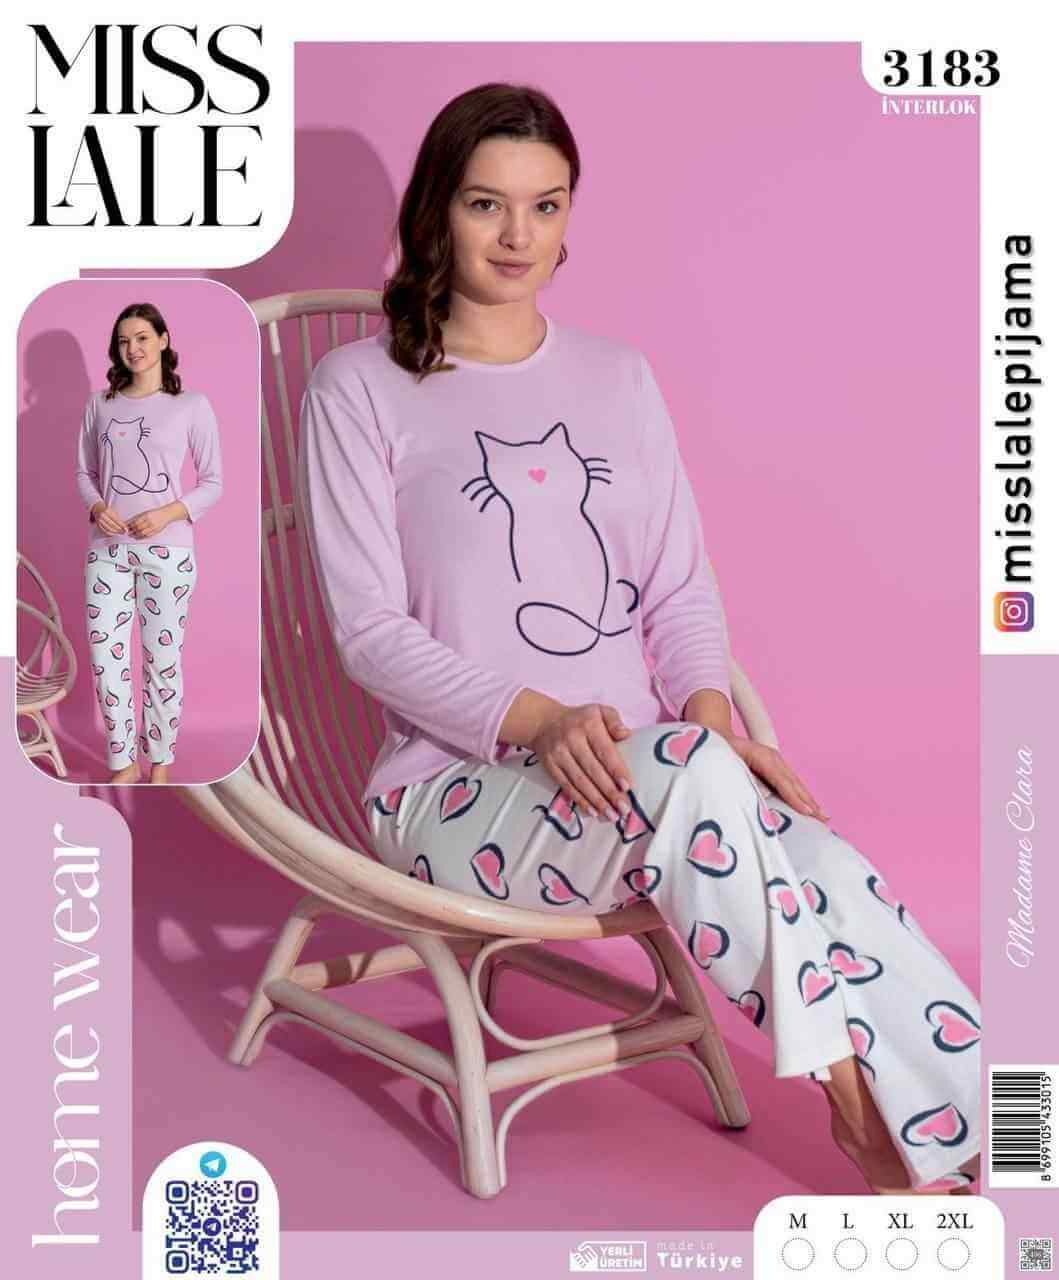 MISS
LALE
3183
İNTERLOK
misslalepijama
Madame Clara
home wear
8 699105 433015
M L XL 2XL
YERLİ
ÜRETİM
made in
Türkiye